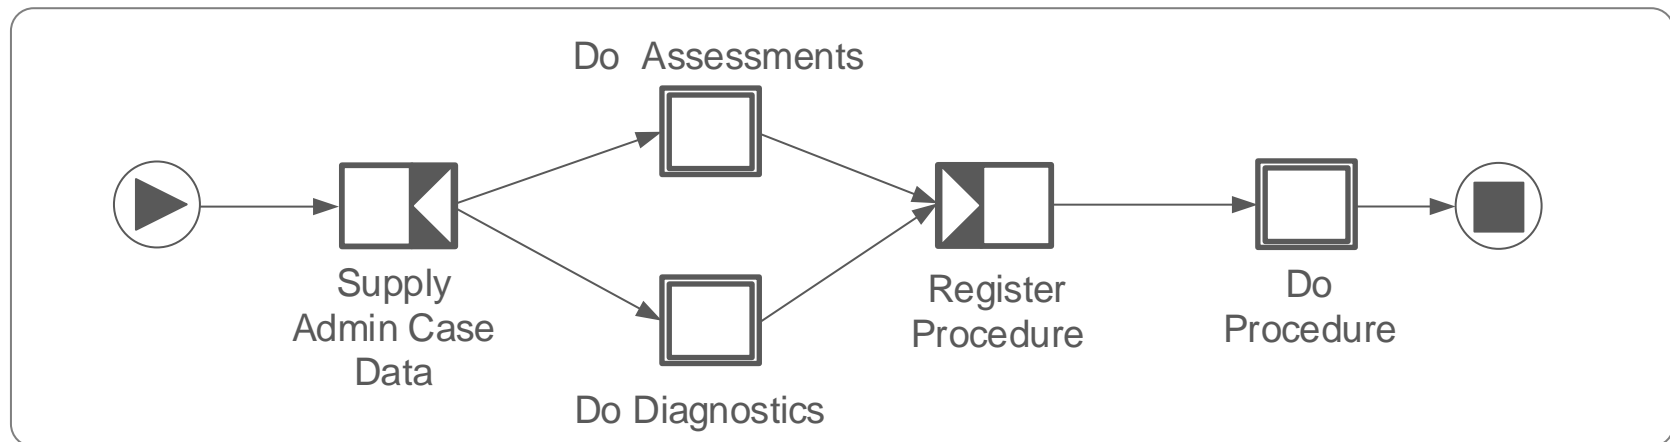 Do Assessments
Supply
Admin Case
Data
Do Diagnostics
Register
Procedure
Do
Procedure